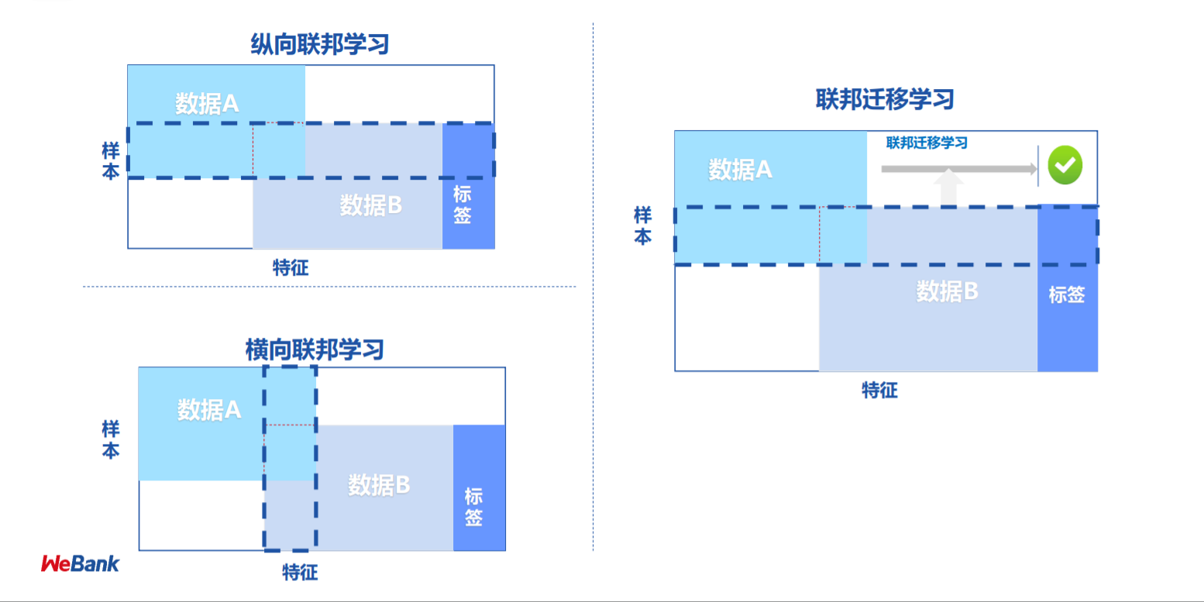 纵向联邦学习
数据A
样本
数据B
标签
特征
横向联邦学习
数据A
样本
数据B
标签
特征
WeBank
联邦迁移学习
联邦迁移学习
数据A
样本
数据B
标签
特征